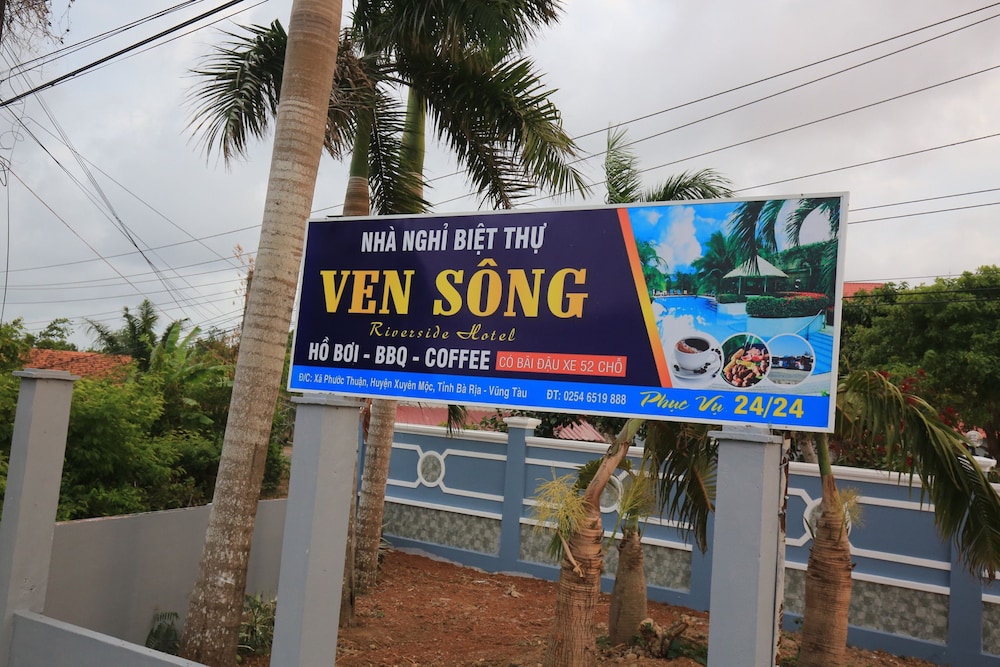 NHÀ NGHỈ BIỆT THỰ
VEN SÔNG
Riverside Hotel
HỒ BƠI - BBQ - COFFEE CÓ BÃI ĐẬU XE 52 CHỖ
Đ/C: Xã Phước Thuận, Huyện Xuyên Mộc, Tỉnh Bà Rịa - Vũng Tàu ĐT: 0254 6519 888 Phục Vụ 24/24